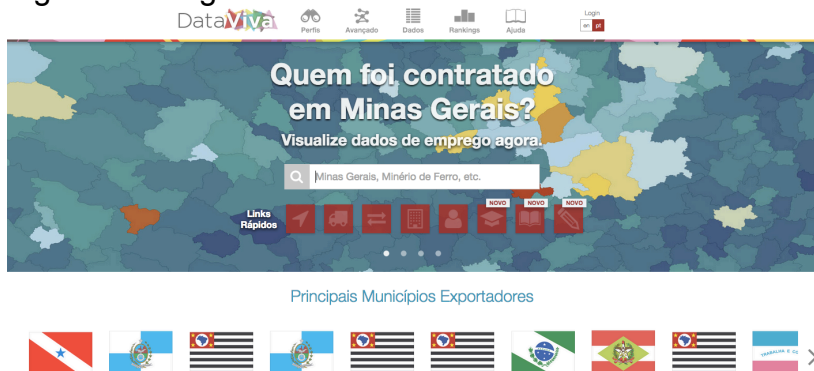 DataViva
Login
en pt
Perfis Avançado Dados Rankings Ajuda
Quem foi contratado
em Minas Gerais?
Visualize dados de emprego agora.
Minas Gerais, Minério de Ferro, etc.
NOVO NOVO NOVO
Links
Rápidos
Principais Municípios Exportadores